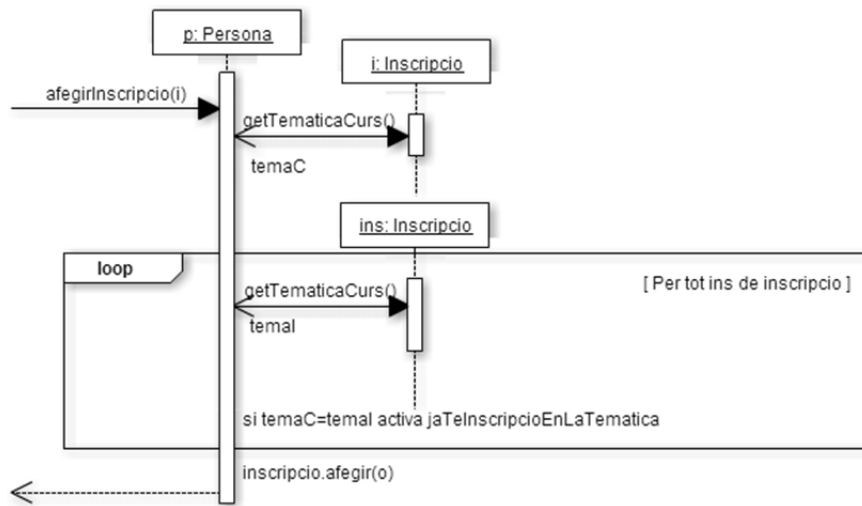 p: Persona
i: Inscripcio
afegirInscripcio(i)
getTematicaCurs()
temaC
ins: Inscripcio
loop
[ Per tot ins de inscripcio ]
getTematicaCurs()
temaI
si temaC=temaI activa jaTeInscripcioEnLaTematica
inscripcio.afegir(o)